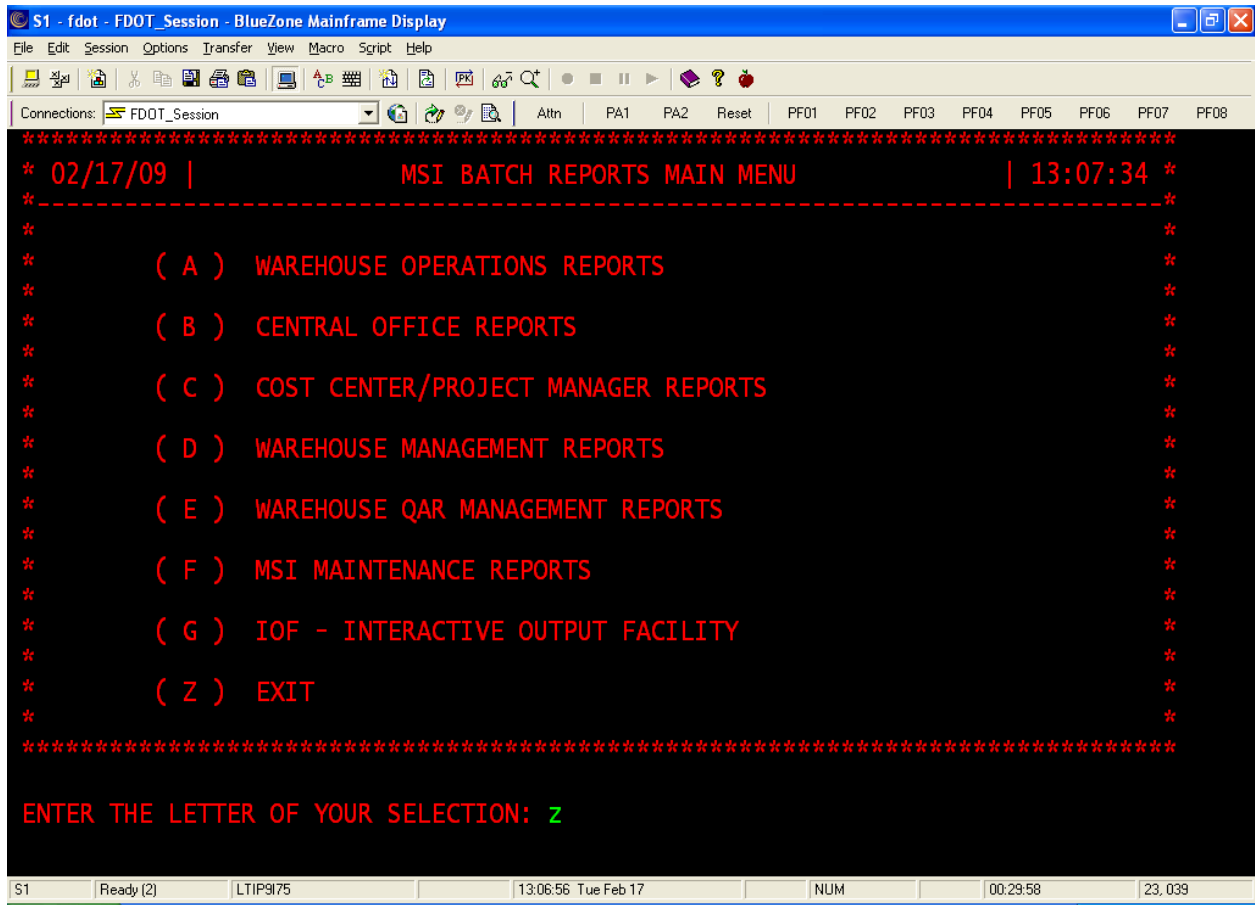 S1 - fdot - FDOT_Session - BlueZone Mainframe Display
File Edit Session Options Transfer View Macro Script Help
Connections: FDOT_Session Attn PA1 PA2 Reset PF01 PF02 PF03 PF04 PF05 PF06 PF07 PF08
*******************************************************************************
* 02/17/09 | MSI BATCH REPORTS MAIN MENU | 13:07:34 *
*-----------------------------------------------------------------------------*
* *
* ( A ) WAREHOUSE OPERATIONS REPORTS *
* *
* ( B ) CENTRAL OFFICE REPORTS *
* *
* ( C ) COST CENTER/PROJECT MANAGER REPORTS *
* *
* ( D ) WAREHOUSE MANAGEMENT REPORTS *
* *
* ( E ) WAREHOUSE QAR MANAGEMENT REPORTS *
* *
* ( F ) MSI MAINTENANCE REPORTS *
* *
* ( G ) IOF - INTERACTIVE OUTPUT FACILITY *
* *
* ( Z ) EXIT *
* *
*******************************************************************************
ENTER THE LETTER OF YOUR SELECTION: z
S1 Ready (2) LTIP9I75 13:06:56 Tue Feb 17 NUM 00:29:58 23, 039